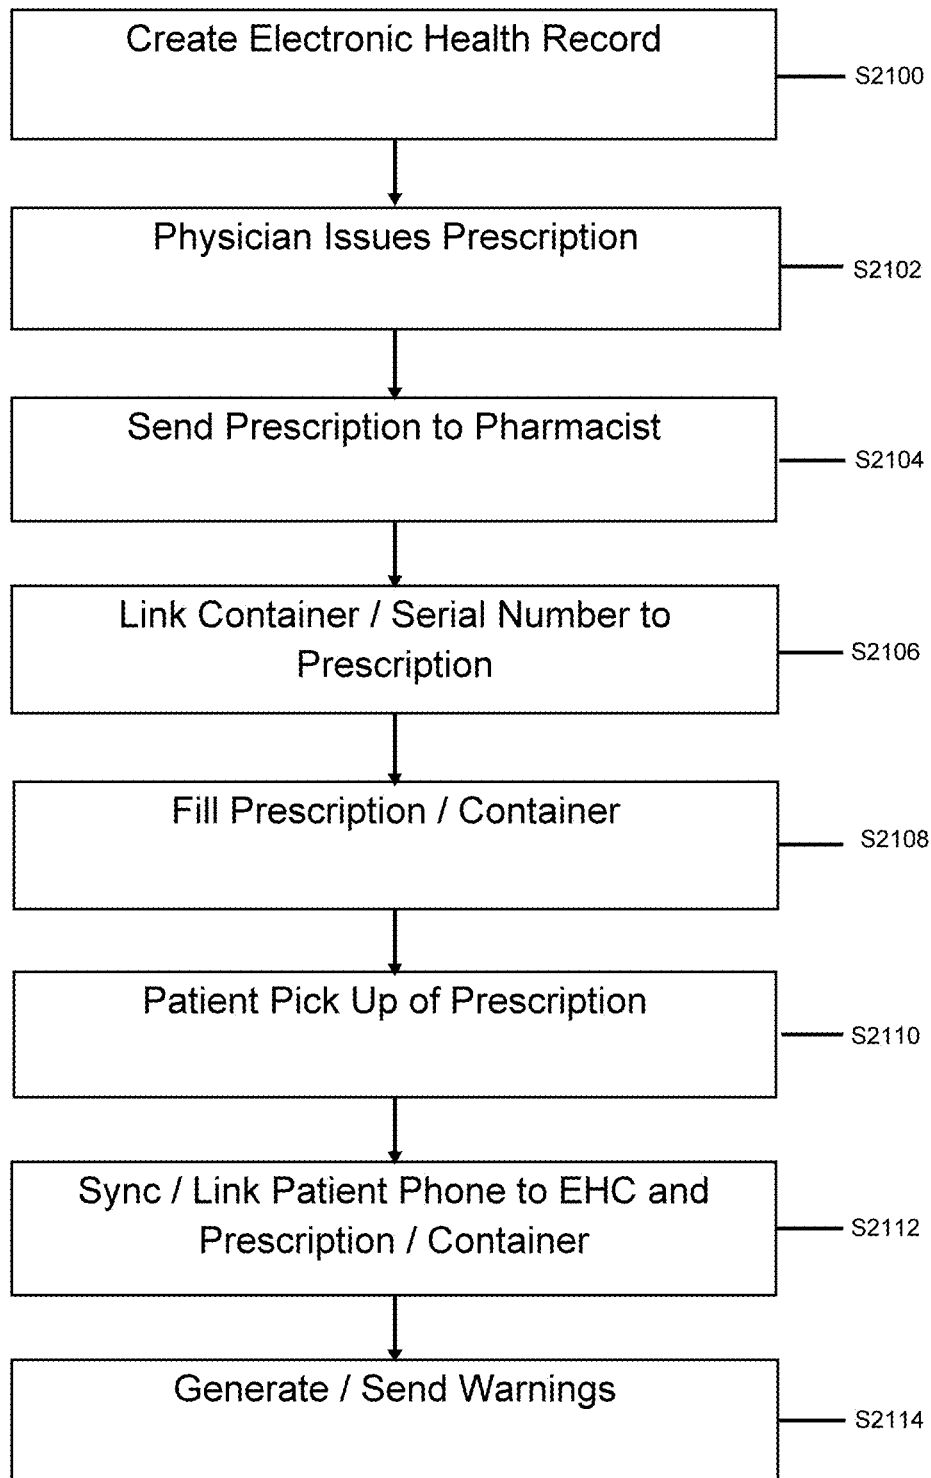 Create Electronic Health Record
S2100
Physician Issues Prescription
S2102
Send Prescription to Pharmacist
S2104
Link Container / Serial Number to
Prescription
S2106
Fill Prescription / Container
S2108
Patient Pick Up of Prescription
S2110
Sync / Link Patient Phone to EHC and
Prescription / Container
S2112
Generate / Send Warnings
S2114